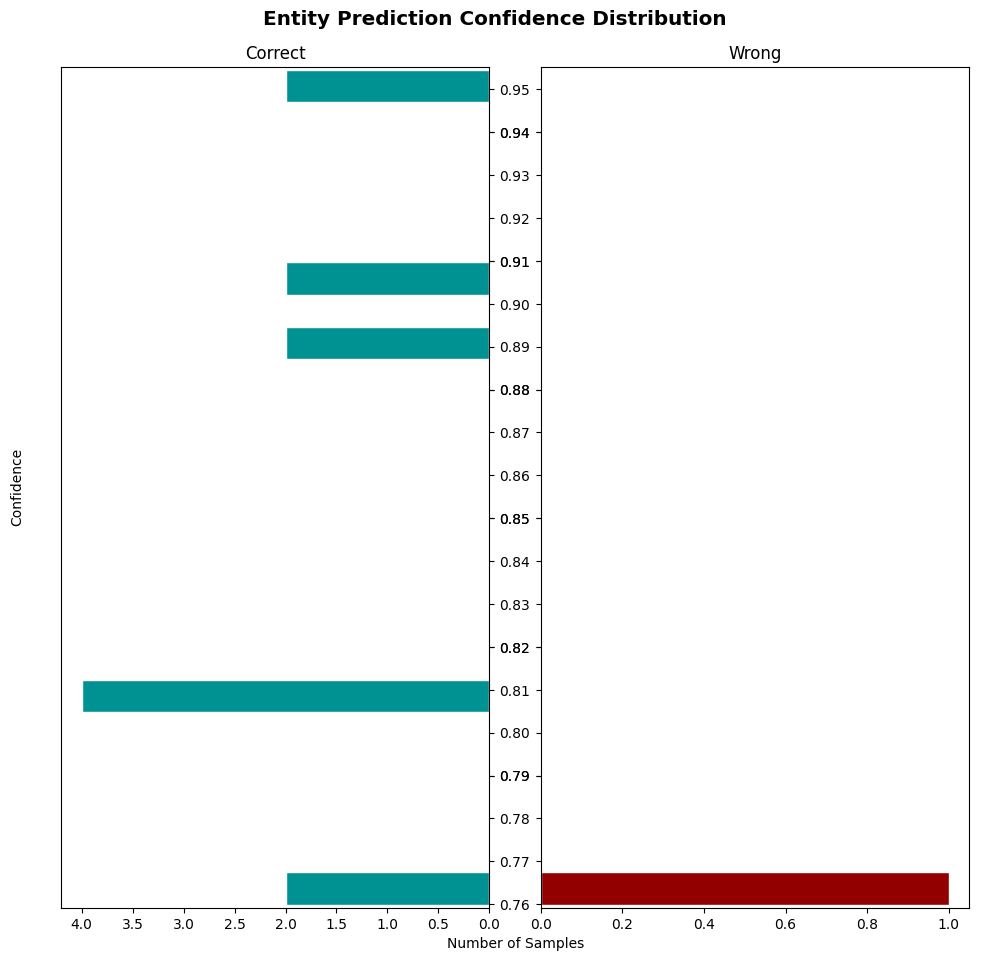 Entity Prediction Confidence Distribution
Correct
Wrong
0.95
0.94
0.93
0.92
0.91
0.90
0.89
0.88
0.87
0.86
0.85
0.84
0.83
0.82
0.81
0.80
0.79
0.78
0.77
0.76
Confidence
4.0 3.5 3.0 2.5 2.0 1.5 1.0 0.5 0.0
0.0 0.2 0.4 0.6 0.8 1.0
Number of Samples